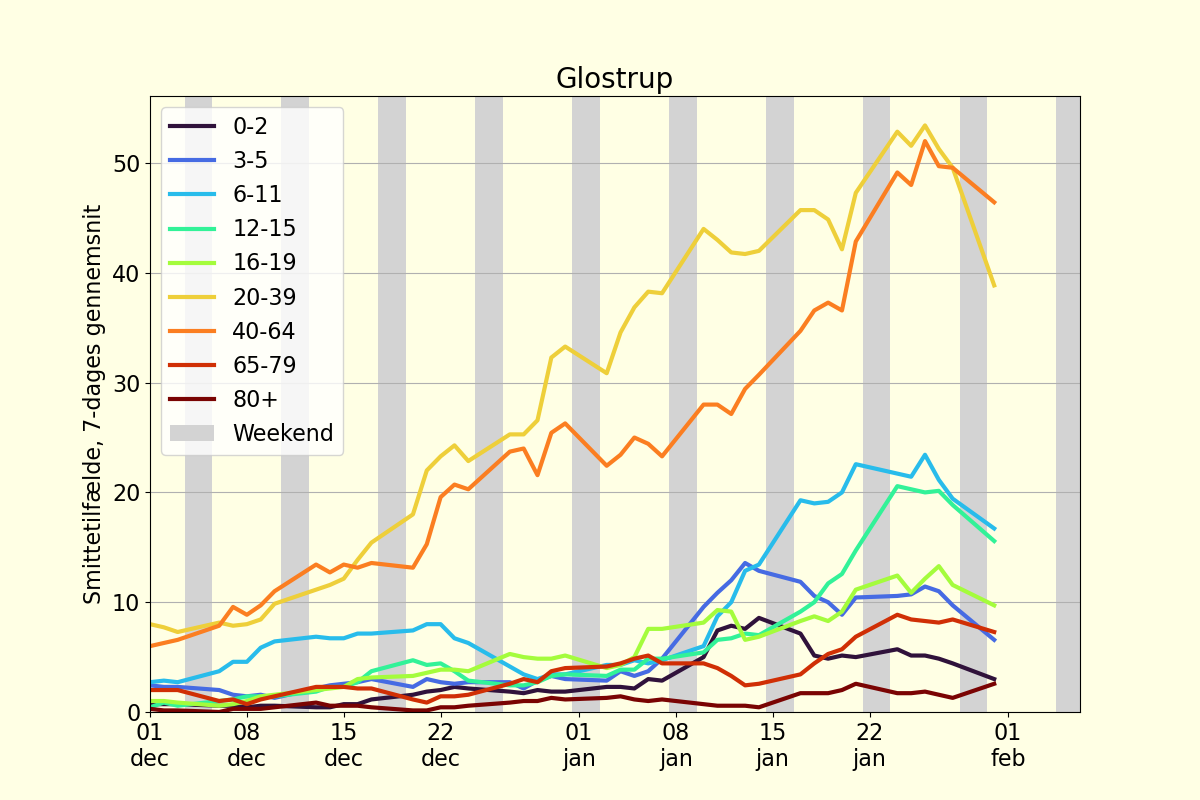 Glostrup
Smittetilfælde, 7-dages gennemsnit
50
40
30
20
10
0
0-2
3-5
6-11
12-15
16-19
20-39
40-64
65-79
80+
Weekend
01 dec
08 dec
15 dec
22 dec
01 jan
08 jan
15 jan
22 jan
01 feb